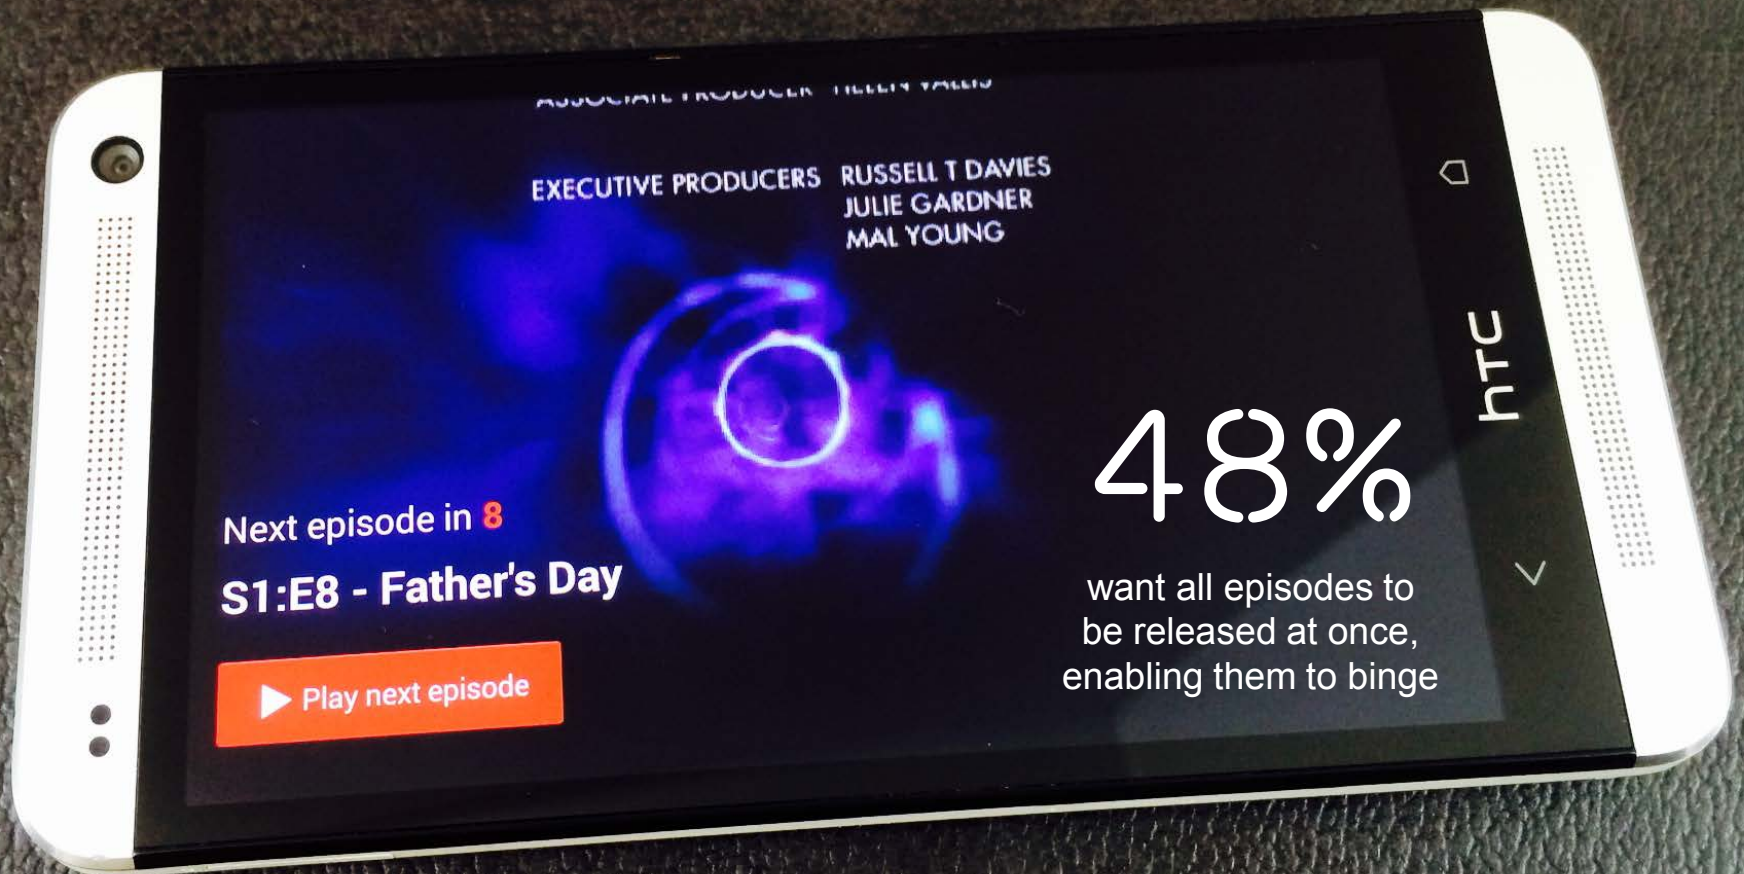 EXECUTIVE PRODUCERS RUSSELL T DAVIES
JULIE GARDNER
MAL YOUNG
Next episode in 8
S1:E8 - Father's Day
Play next episode
48%
want all episodes to
be released at once,
enabling them to binge
hTC